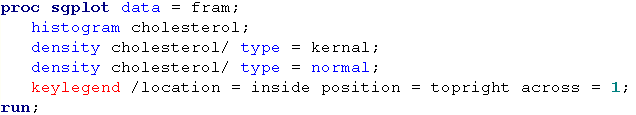 proc sgplot data = fram;
histogram cholesterol;
density cholesterol/ type = kernal;
density cholesterol/ type = normal;
keylegend /location = inside position = topright across = 1;
run;